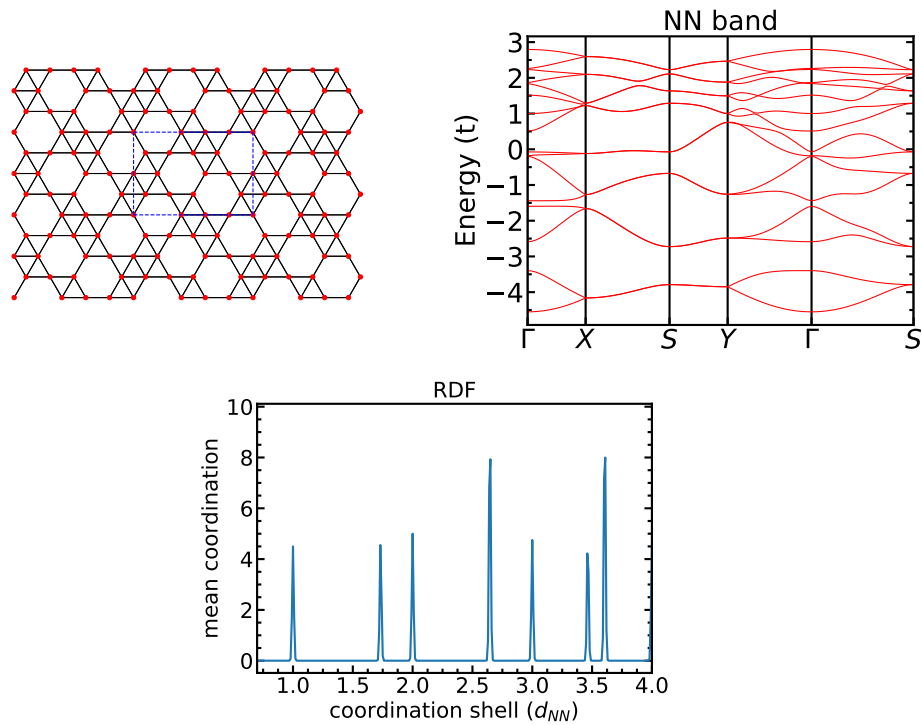 NN band
Energy (t)
3
2
1
0
−1
−2
−3
−4
Γ X S Y Γ S
RDF
mean coordination
10
8
6
4
2
0
1.0 1.5 2.0 2.5 3.0 3.5 4.0
coordination shell (d_NN)